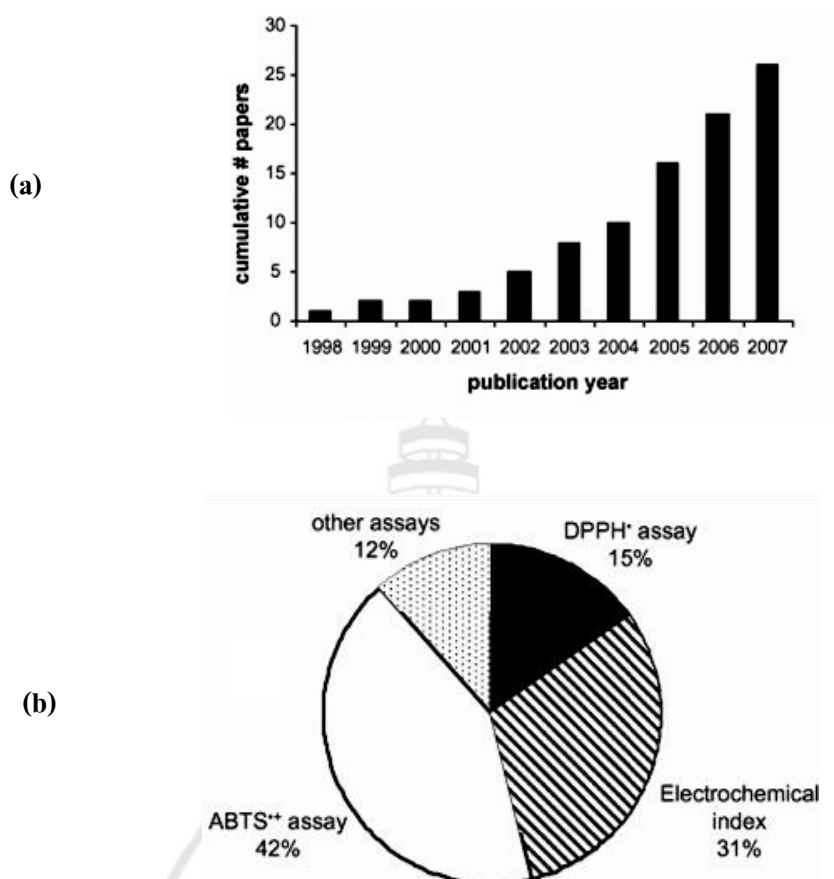 (a)
cumulative # papers
30
25
20
15
10
5
0
1998 1999 2000 2001 2002 2003 2004 2005 2006 2007
publication year
(b)
other assays
12%
DPPH• assay
15%
Electrochemical
index
31%
ABTS•+ assay
42%